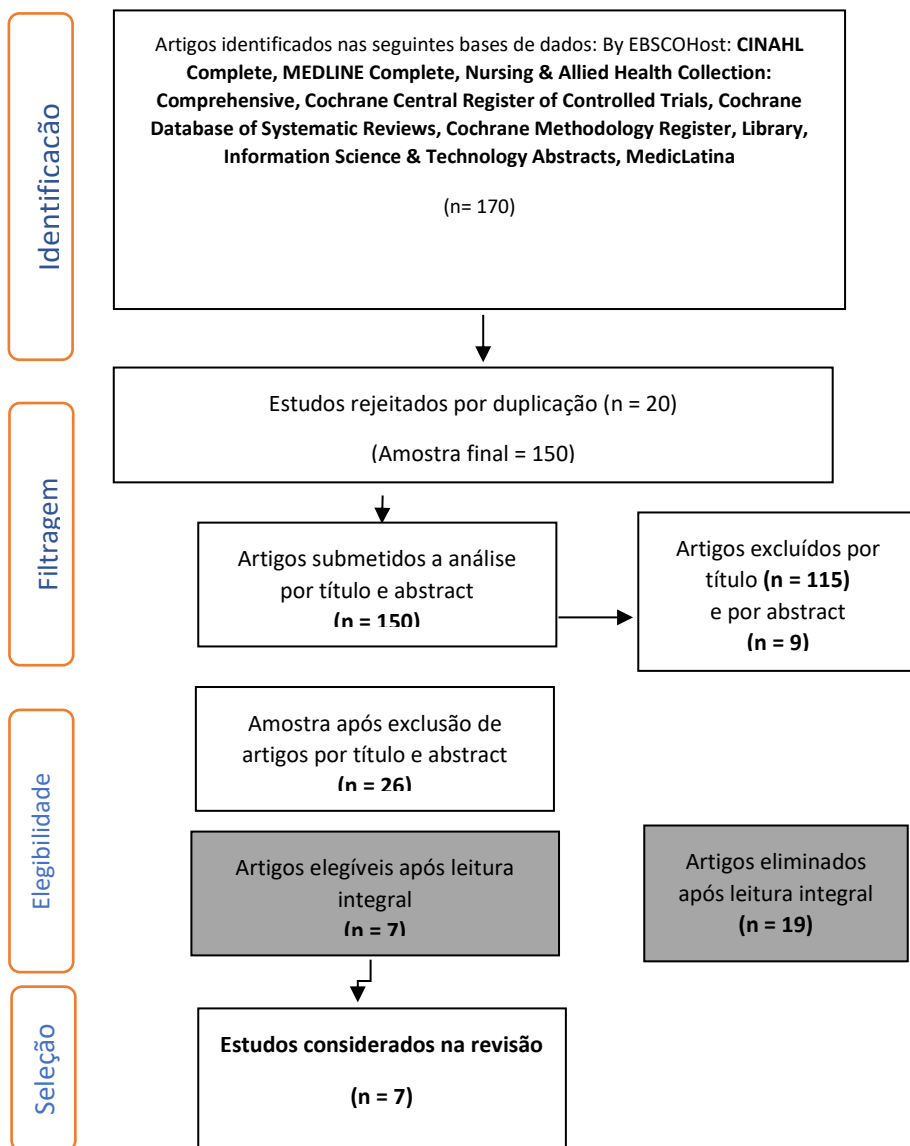 Identificação
Artigos identificados nas seguintes bases de dados: By EBSCOHost: CINAHL
Complete, MEDLINE Complete, Nursing & Allied Health Collection:
Comprehensive, Cochrane Central Register of Controlled Trials, Cochrane
Database of Systematic Reviews, Cochrane Methodology Register, Library,
Information Science & Technology Abstracts, MedicLatina
(n= 170)
Filtragem
Estudos rejeitados por duplicação (n = 20)
(Amostra final = 150)
Artigos submetidos a análise
por título e abstract
(n = 150)
Artigos excluídos por
título (n = 115)
e por abstract
(n = 9)
Elegibilidade
Amostra após exclusão de
artigos por título e abstract
(n = 26)
Artigos elegíveis após leitura
integral
(n = 7)
Artigos eliminados
após leitura integral
(n = 19)
Seleção
Estudos considerados na revisão
(n = 7)